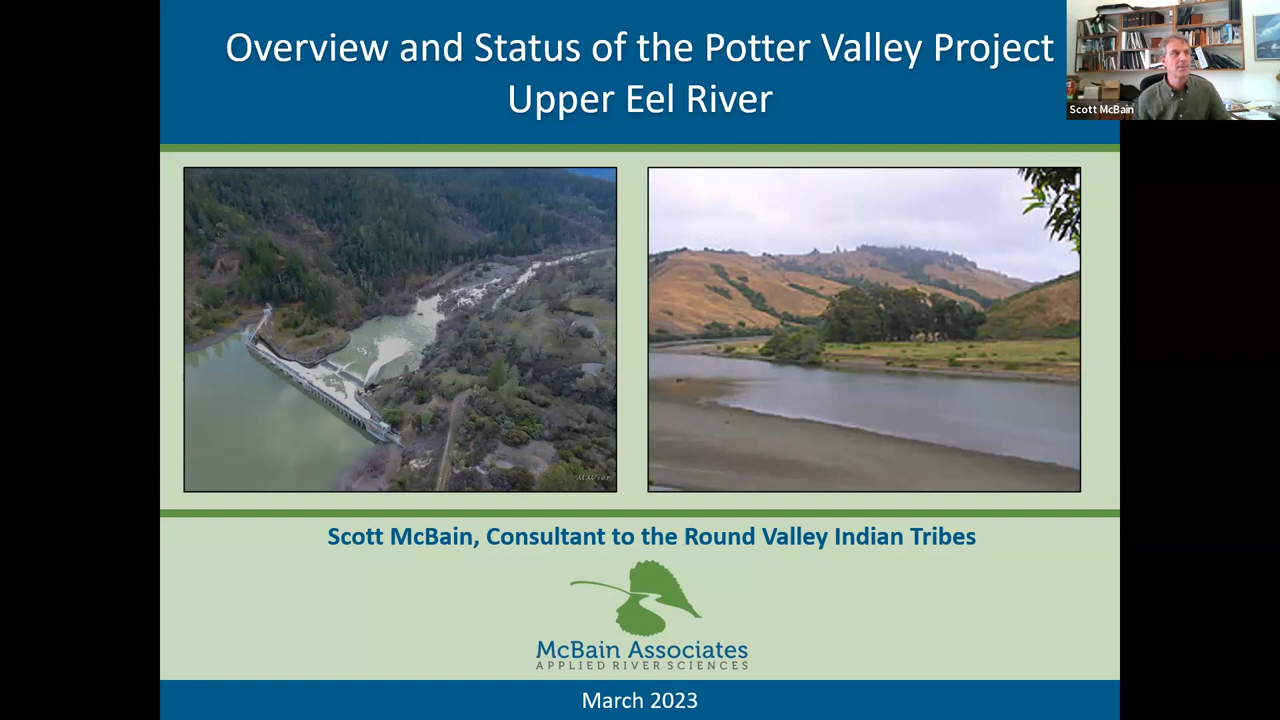 Overview and Status of the Potter Valley Project
Upper Eel River
Scott McBain
Scott McBain, Consultant to the Round Valley Indian Tribes
McBain Associates
APPLIED RIVER SCIENCES
March 2023